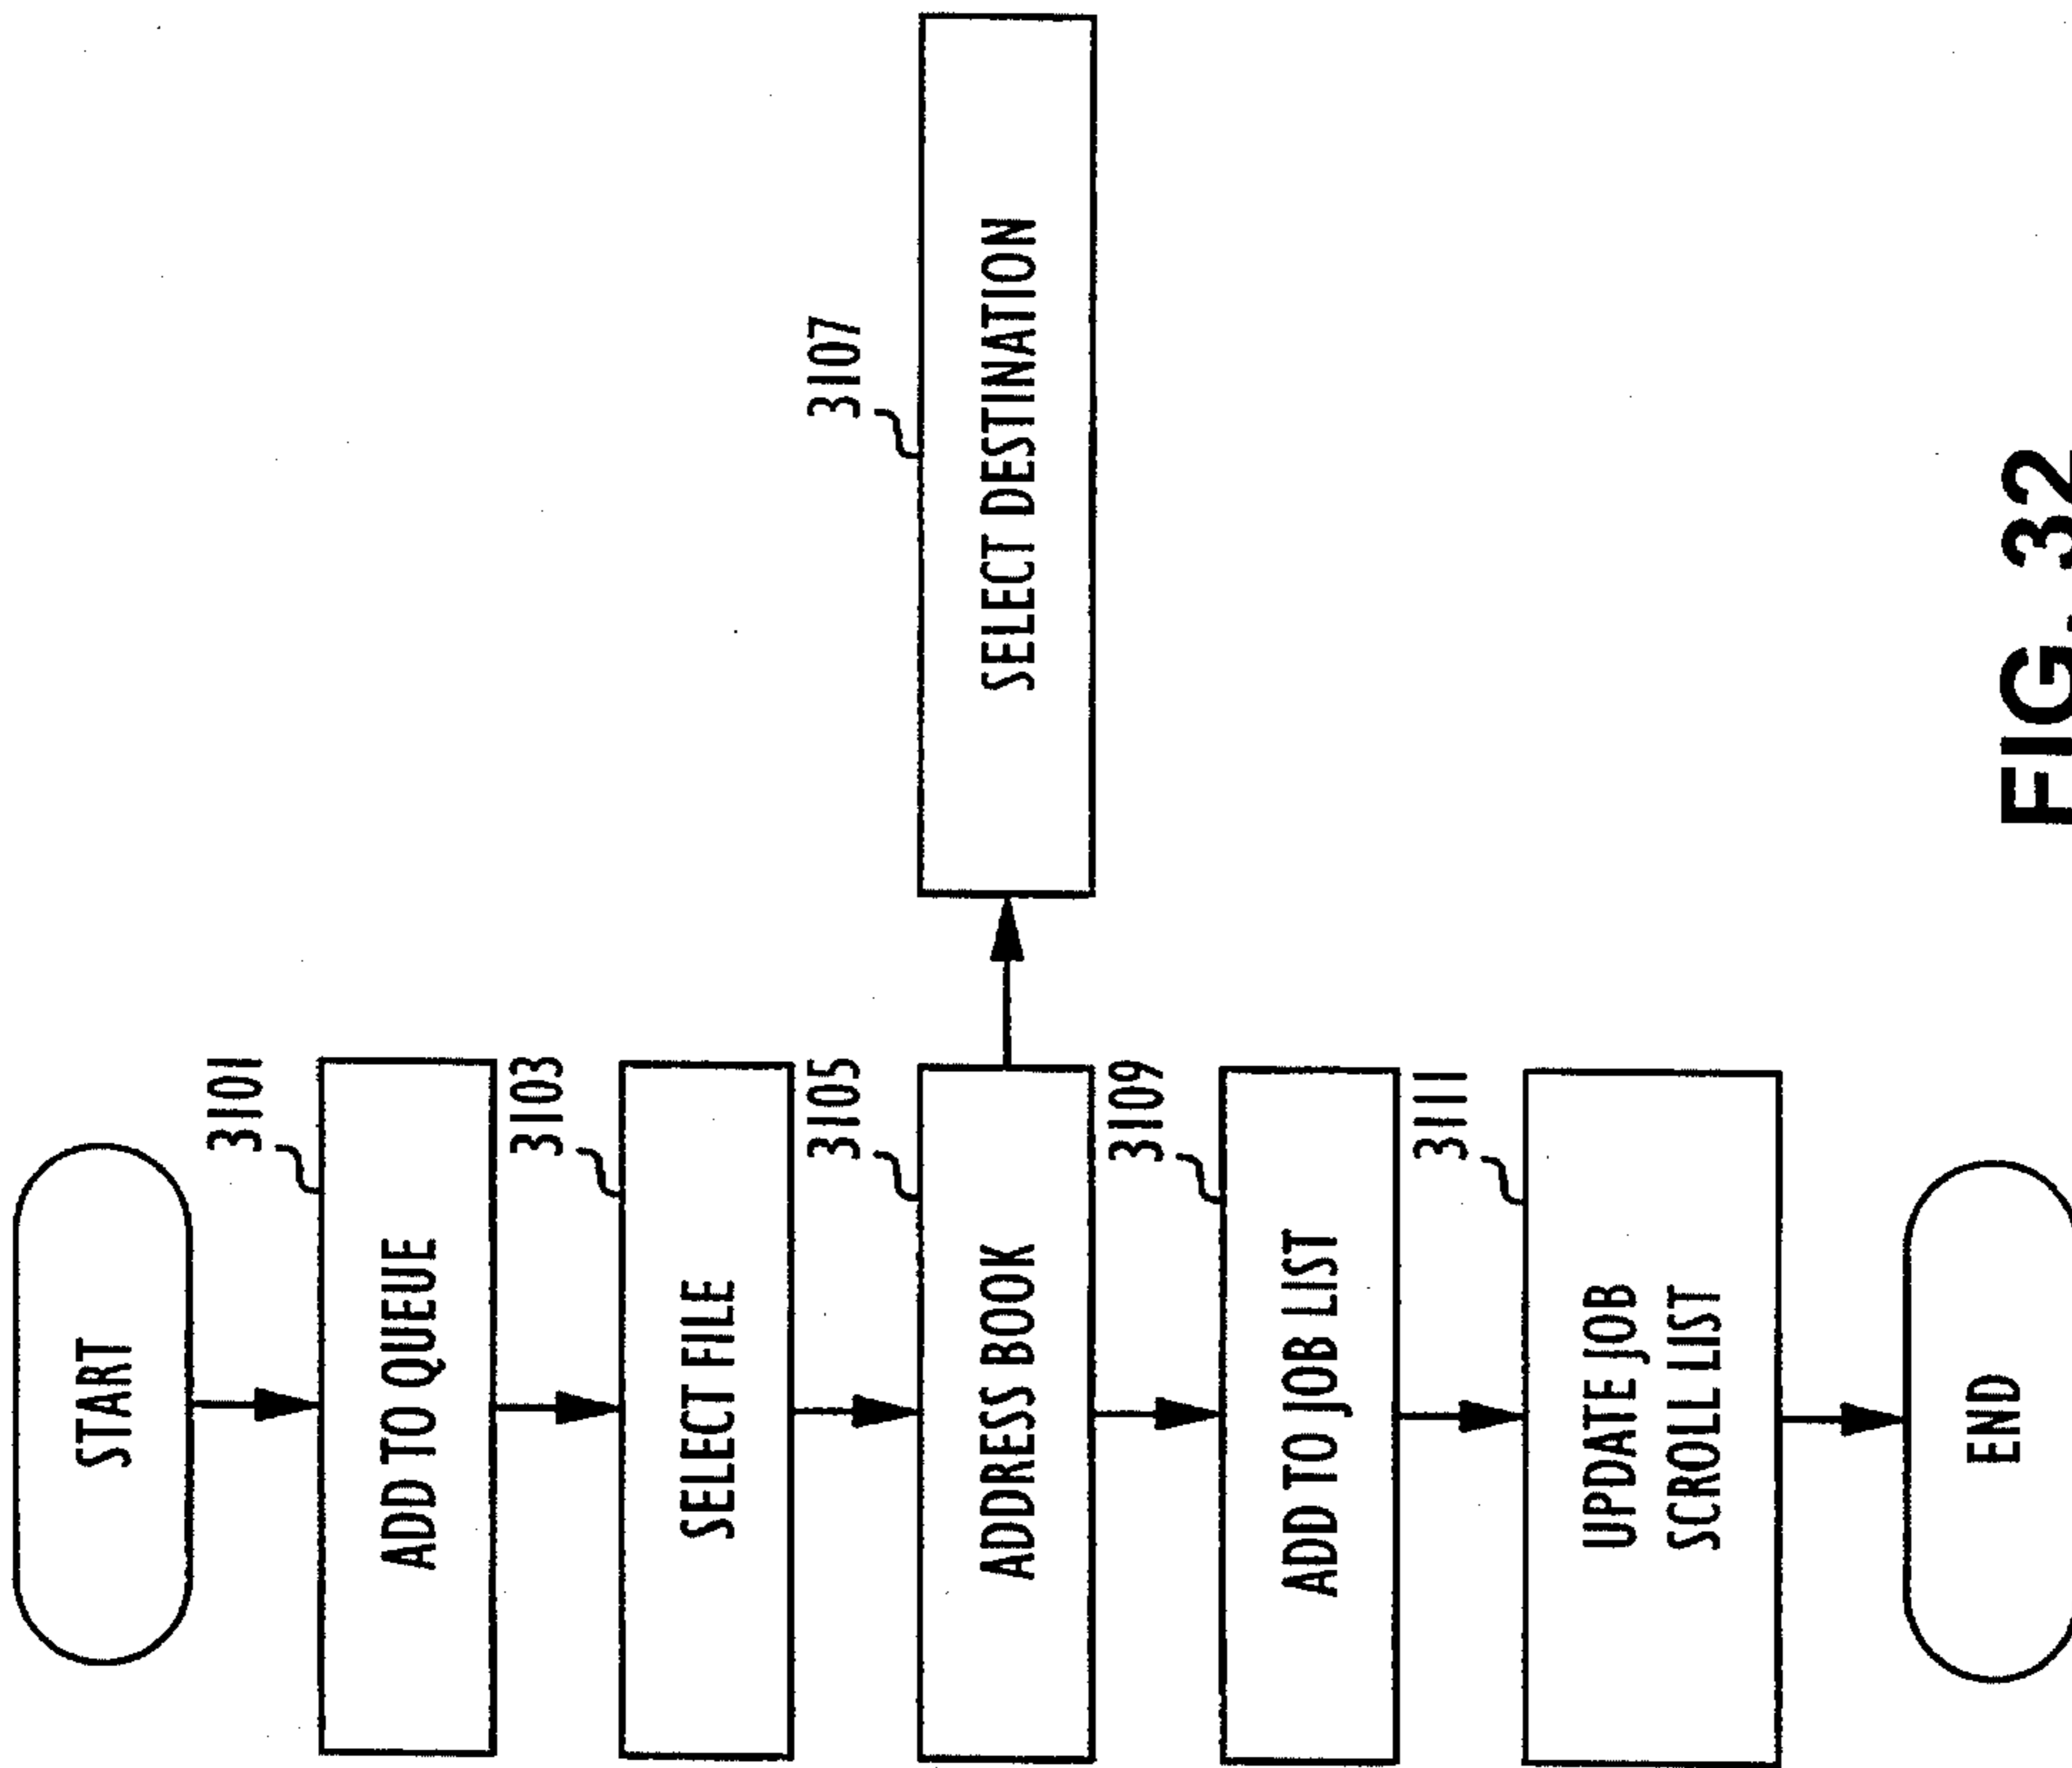 START
3101
ADD TO QUEUE
3103
SELECT FILE
3105
ADDRESS BOOK
3107
SELECT DESTINATION
3109
ADD TO JOB LIST
3111
UPDATE JOB
SCROLL LIST
END
FIG. 32